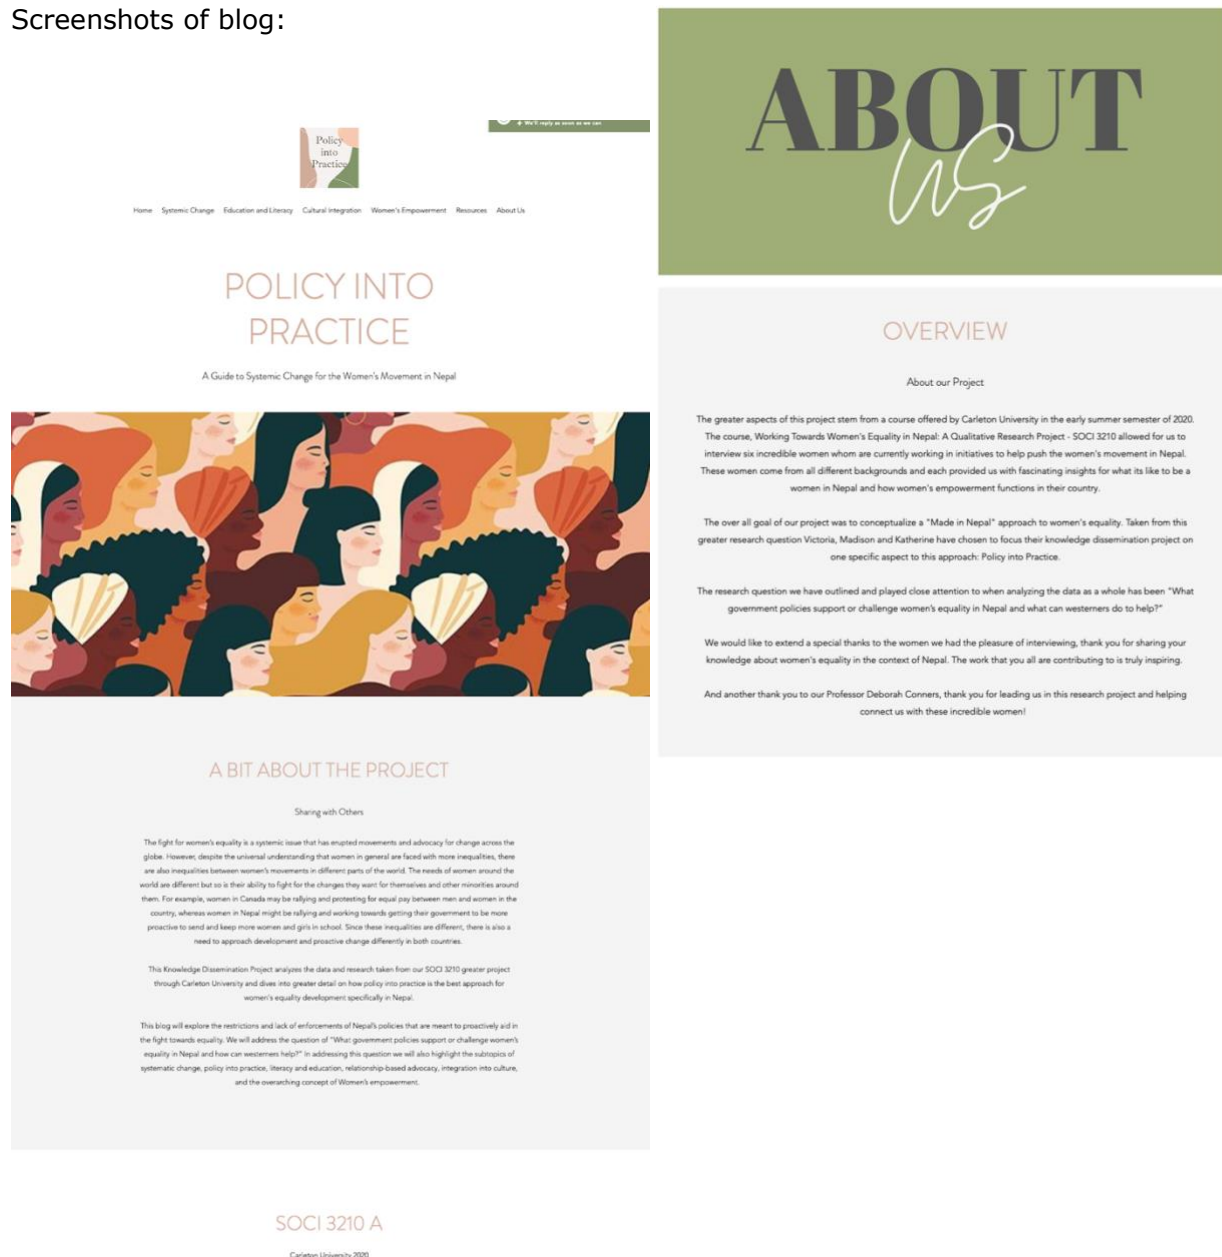 Screenshots of blog:
We'll reply as soon as we can
Policy
into
Practice
Home Systemic Change Education and Literacy Cultural Integration Women's Empowerment Resources About Us
POLICY INTO
PRACTICE
A Guide to Systemic Change for the Women's Movement in Nepal
A BIT ABOUT THE PROJECT
Sharing with Others
The fight for women's equality is a systemic issue that has erupted movements and advocacy for change across the
globe. However, despite the universal understanding that women in general are faced with more inequalities, there
are also inequalities between women's movements in different parts of the world. The needs of women around the
world are different but so is their ability to fight for the changes they want for themselves and other minorities around
them. For example, women in Canada may be rallying and protesting for equal pay between men and women in the
country, whereas women in Nepal might be rallying and working towards getting their government to be more
proactive to send and keep more women and girls in school. Since these inequalities are different, there is also a
need to approach development and proactive change differently in both countries.
This Knowledge Dissemination Project analyzes the data and research taken from our SOCI 3210 greater project
through Carleton University and dives into greater detail on how policy into practice is the best approach for
women's equality development specifically in Nepal.
This blog will explore the restrictions and lack of enforcements of Nepal's policies that are meant to proactively aid in
the fight towards equality. We will address the question of "What government policies support or challenge women's
equality in Nepal and how can westerners help?" In addressing this question we will also highlight the subtopics of
systematic change, policy into practice, literacy and education, relationship-based advocacy, integration into culture,
and the overarching concept of Women's empowerment.
SOCI 3210 A
Carleton University 2020
ABOUT
US
OVERVIEW
About our Project
The greater aspects of this project stem from a course offered by Carleton University in the early summer semester of 2020.
The course, Working Towards Women's Equality in Nepal: A Qualitative Research Project - SOCI 3210 allowed for us to
interview six incredible women whom are currently working in initiatives to help push the women's movement in Nepal.
These women come from all different backgrounds and each provided us with fascinating insights for what its like to be a
women in Nepal and how women's empowerment functions in their country.
The over all goal of our project was to conceptualize a "Made in Nepal" approach to women's equality. Taken from this
greater research question Victoria, Madison and Katherine have chosen to focus their knowledge dissemination project on
one specific aspect to this approach: Policy into Practice.
The research question we have outlined and played close attention to when analyzing the data as a whole has been "What
government policies support or challenge women's equality in Nepal and what can westerners do to help?"
We would like to extend a special thanks to the women we had the pleasure of interviewing, thank you for sharing your
knowledge about women's equality in the context of Nepal. The work that you all are contributing to is truly inspiring.
And another thank you to our Professor Deborah Conners, thank you for leading us in this research project and helping
connect us with these incredible women!